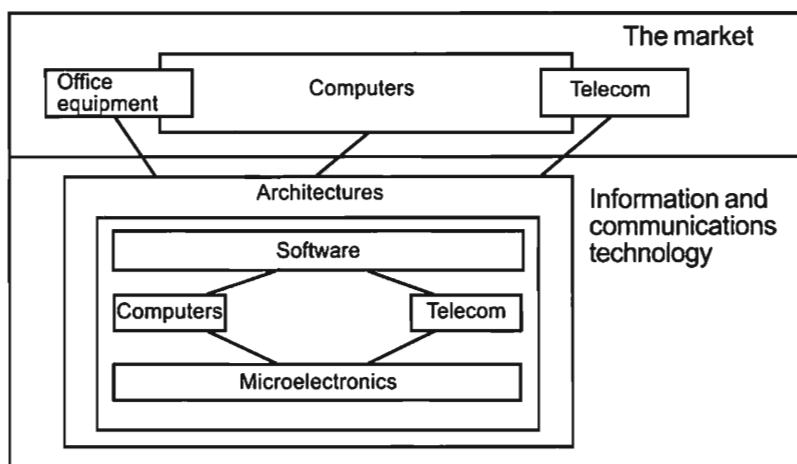 The market
Office
equipment
Computers
Telecom
Architectures
Information and
communications
technology
Software
Computers
Telecom
Microelectronics